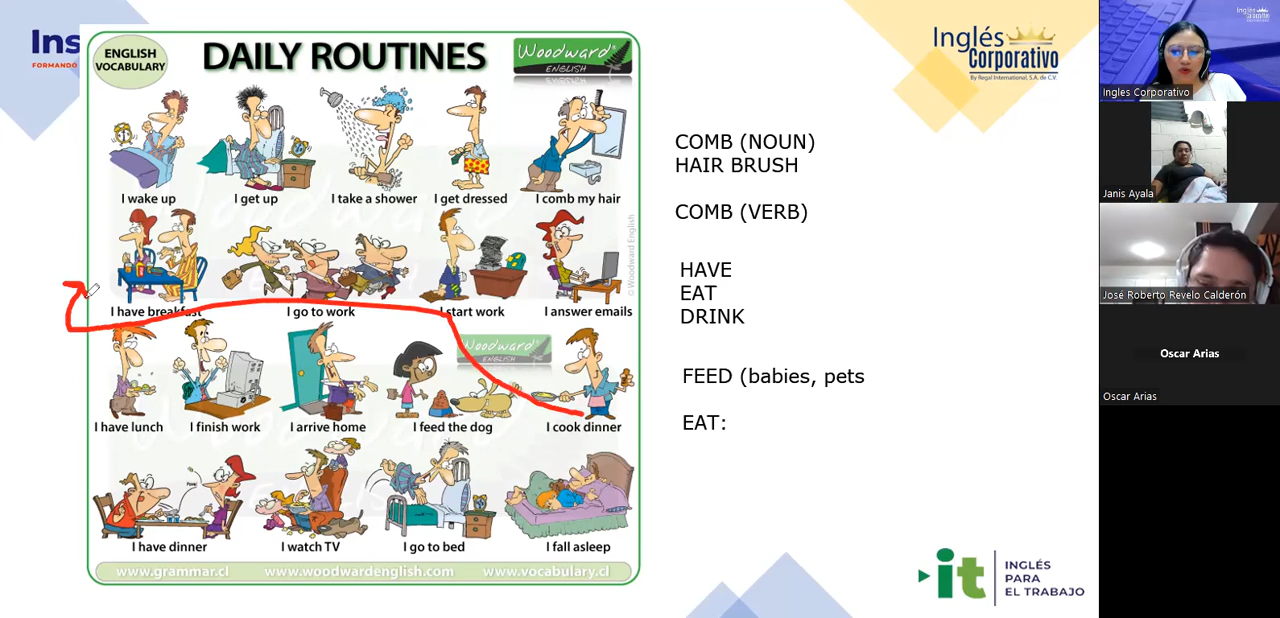 Ins
FORMANDO
ENGLISH
VOCABULARY
DAILY ROUTINES
Woodward®
ENGLISH
I wake up
I get up
I take a shower
I get dressed
I comb my hair
I have breakfast
I go to work
I start work
I answer emails
© Woodward English
Woodward®
ENGLISH
I have lunch
I finish work
I arrive home
I feed the dog
I cook dinner
I have dinner
I watch TV
I go to bed
I fall asleep
www.grammar.cl
www.woodwardenglish.com
www.vocabulary.cl
Inglés
Corporativo
By Regal International, S.A. de C.V.
COMB (NOUN)
HAIR BRUSH
COMB (VERB)
HAVE
EAT
DRINK
FEED (babies, pets
EAT:
it
INGLÉS
PARA
EL TRABAJO
Ingles Corporativo
Janis Ayala
José Roberto Revelo Calderón
Oscar Arias
Oscar Arias